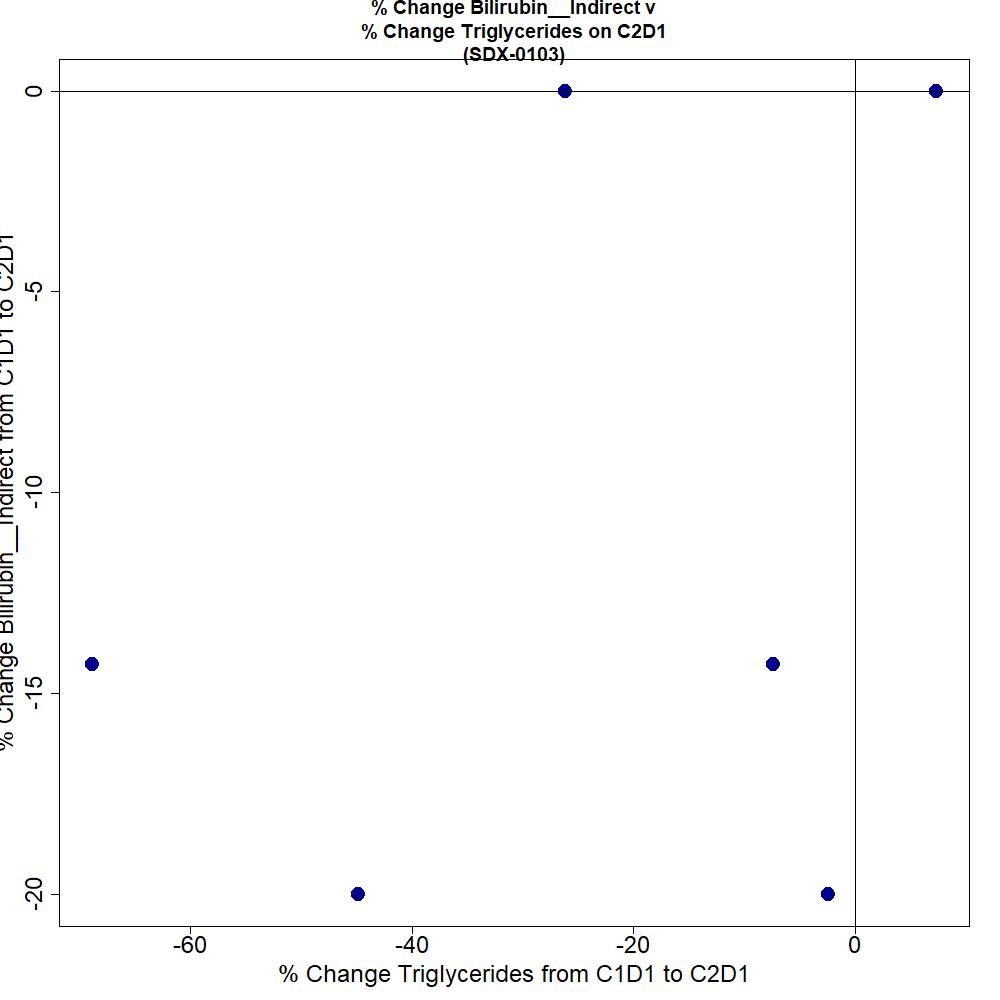 % Change Bilirubin__Indirect v
% Change Triglycerides on C2D1
(SDX-0103)
% Change Bilirubin__Indirect from C1D1 to C2D1
0
-5
-10
-15
-20
-60
-40
-20
0
% Change Triglycerides from C1D1 to C2D1